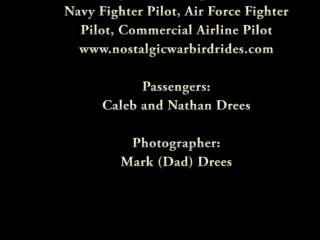 Navy Fighter Pilot, Air Force Fighter
Pilot, Commercial Airline Pilot
www.nostalgicwarbirdrides.com
Passengers:
Caleb and Nathan Drees
Photographer:
Mark (Dad) Drees